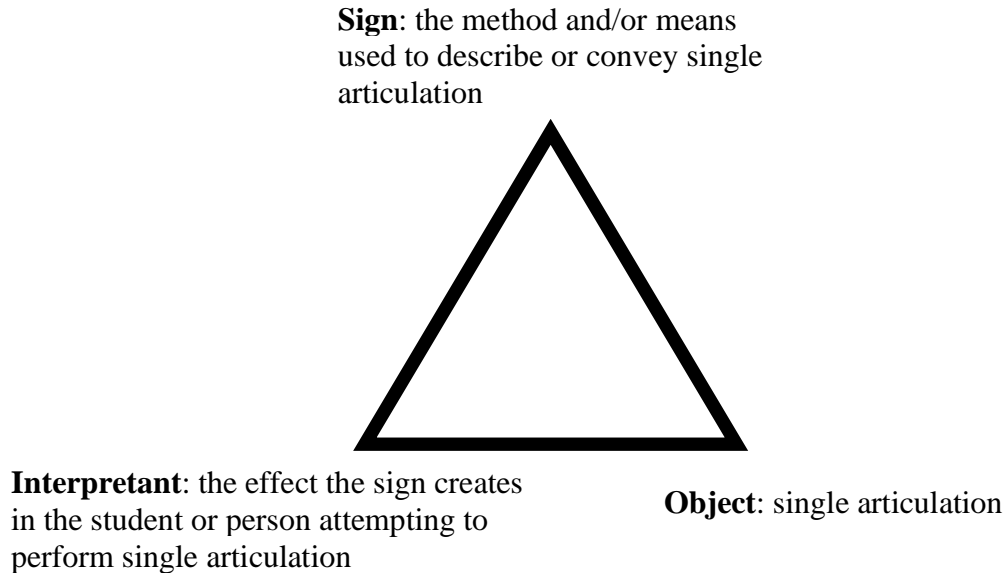 Sign: the method and/or means
used to describe or convey single
articulation
Interpretant: the effect the sign creates
in the student or person attempting to
perform single articulation
Object: single articulation